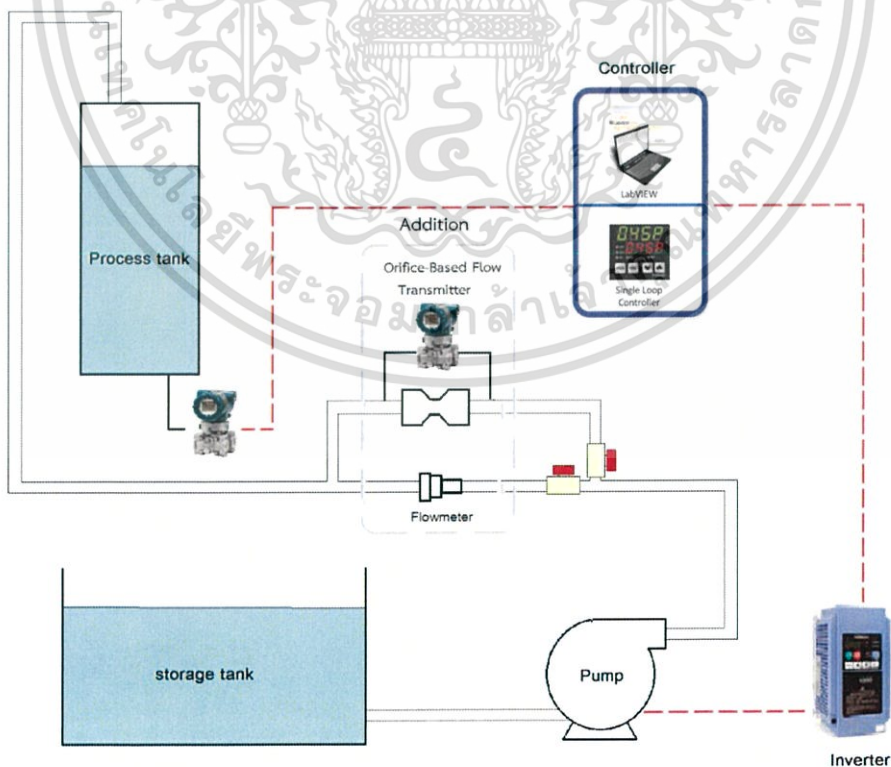 Controller
LabVIEW
Addition
Orifice-Based Flow
Transmitter
Single Loop
Controller
Process tank
Flowmeter
storage tank
Pump
Inverter